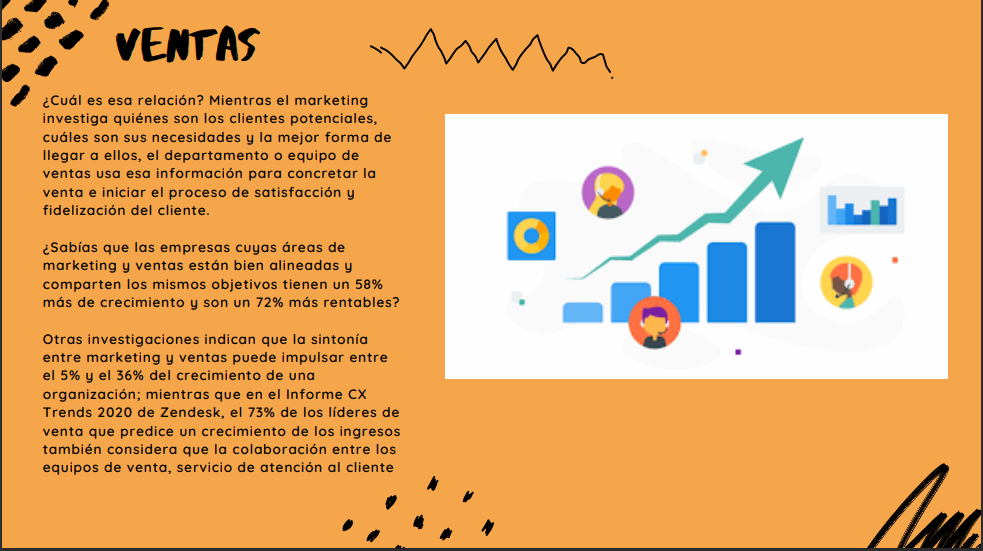 VENTAS
¿Cuál es esa relación? Mientras el marketing
investiga quiénes son los clientes potenciales,
cuáles son sus necesidades y la mejor forma de
llegar a ellos, el departamento o equipo de
ventas usa esa información para concretar la
venta e iniciar el proceso de satisfacción y
fidelización del cliente.
¿Sabías que las empresas cuyas áreas de
marketing y ventas están bien alineadas y
comparten los mismos objetivos tienen un 58%
más de crecimiento y son un 72% más rentables?
Otras investigaciones indican que la sintonía
entre marketing y ventas puede impulsar entre
el 5% y el 36% del crecimiento de una
organización; mientras que en el Informe CX
Trends 2020 de Zendesk, el 73% de los líderes de
venta que predice un crecimiento de los ingresos
también considera que la colaboración entre los
equipos de venta, servicio de atención al cliente